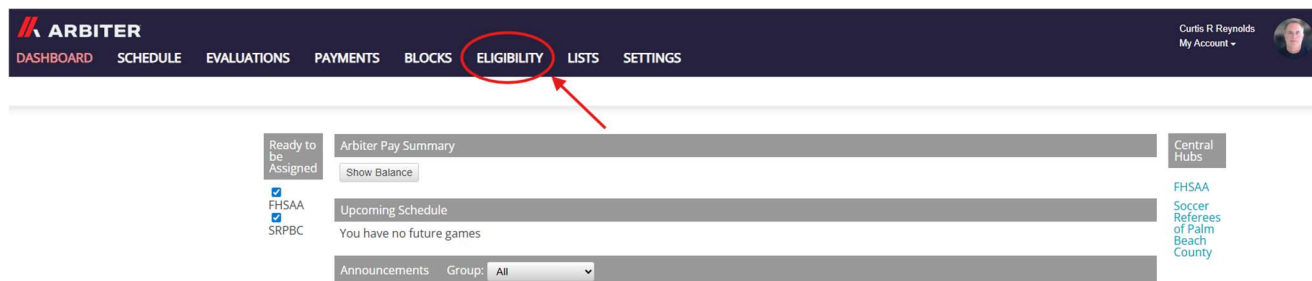 ARBITER
Curtis R Reynolds
My Account
DASHBOARD SCHEDULE EVALUATIONS PAYMENTS BLOCKS ELIGIBILITY LISTS SETTINGS
Ready to
be
Assigned
FHSAA
SRPBC
Arbiter Pay Summary
Show Balance
Upcoming Schedule
You have no future games
Announcements Group: All
Central
Hubs
FHSAA
Soccer
Referees
of Palm
Beach
County